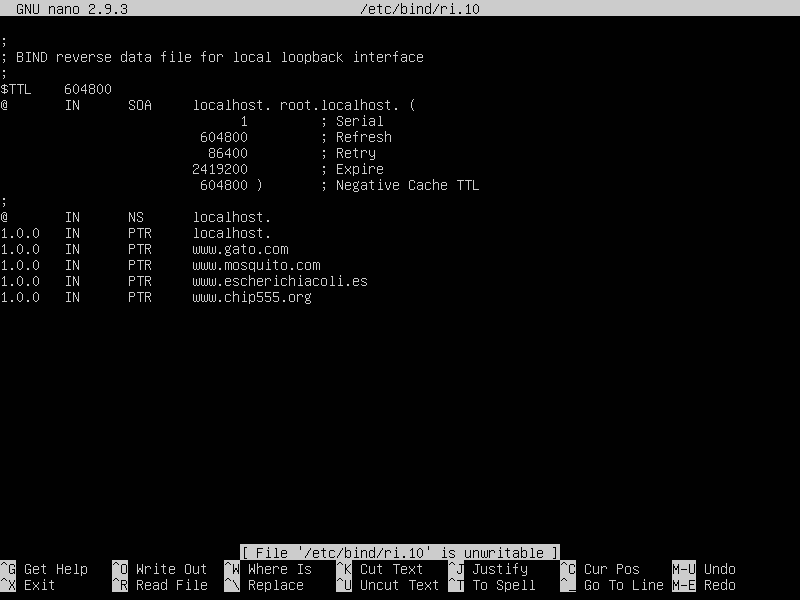 GNU nano 2.9.3 /etc/bind/ri.10
;
; BIND reverse data file for local loopback interface
;
$TTL 604800
@ IN SOA localhost. root.localhost. (
1 ; Serial
604800 ; Refresh
86400 ; Retry
2419200 ; Expire
604800 ) ; Negative Cache TTL
;
@ IN NS localhost.
1.0.0 IN PTR localhost.
1.0.0 IN PTR www.gato.com
1.0.0 IN PTR www.mosquito.com
1.0.0 IN PTR www.escherichiacoli.es
1.0.0 IN PTR www.chip555.org
[ File '/etc/bind/ri.10' is unwritable ]
^G Get Help ^O Write Out ^W Where Is ^K Cut Text ^J Justify ^C Cur Pos M-U Undo
^X Exit ^R Read File ^\ Replace ^U Uncut Text ^T To Spell ^_ Go To Line M-E Redo